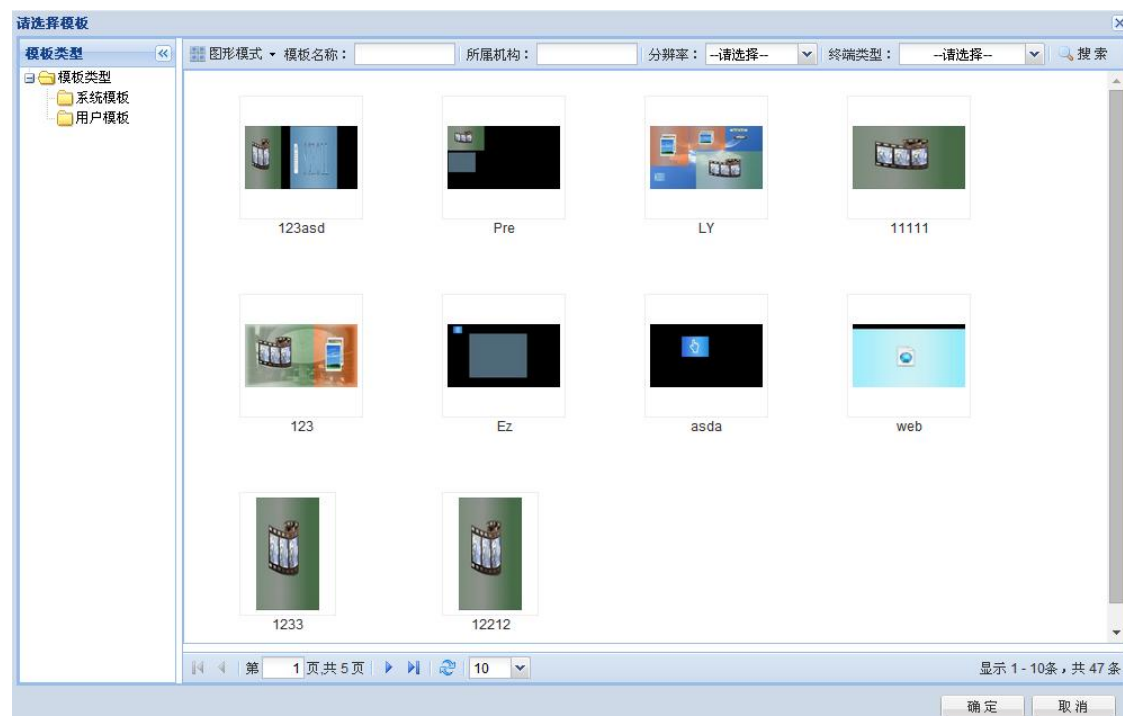 请选择模板
模板类型 图形模式 模板名称： 所属机构： 分辨率： --请选择-- 终端类型： --请选择-- 搜索
模板类型
系统模板
用户模板
123asd Pre LY 11111
123 Ez asda web
1233 12212
第 1 页,共 5 页 10 显示 1 - 10条，共 47 条
确定 取消